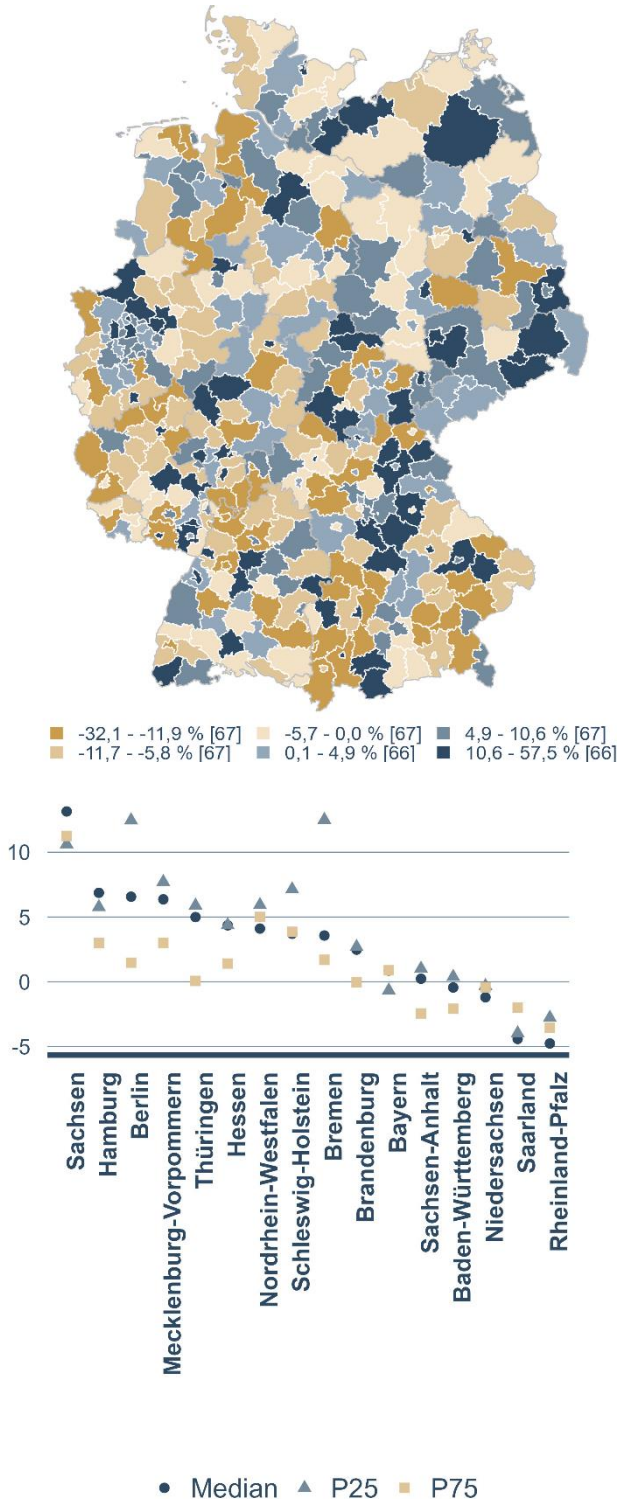 -32,1 - -11,9 % [67] -5,7 - 0,0 % [67] 4,9 - 10,6 % [67]
-11,7 - -5,8 % [67] 0,1 - 4,9 % [66] 10,6 - 57,5 % [66]
10
5
0
-5
Sachsen
Hamburg
Berlin
Mecklenburg-Vorpommern
Thüringen
Hessen
Nordrhein-Westfalen
Schleswig-Holstein
Bremen
Brandenburg
Bayern
Sachsen-Anhalt
Baden-Württemberg
Niedersachsen
Saarland
Rheinland-Pfalz
Median P25 P75